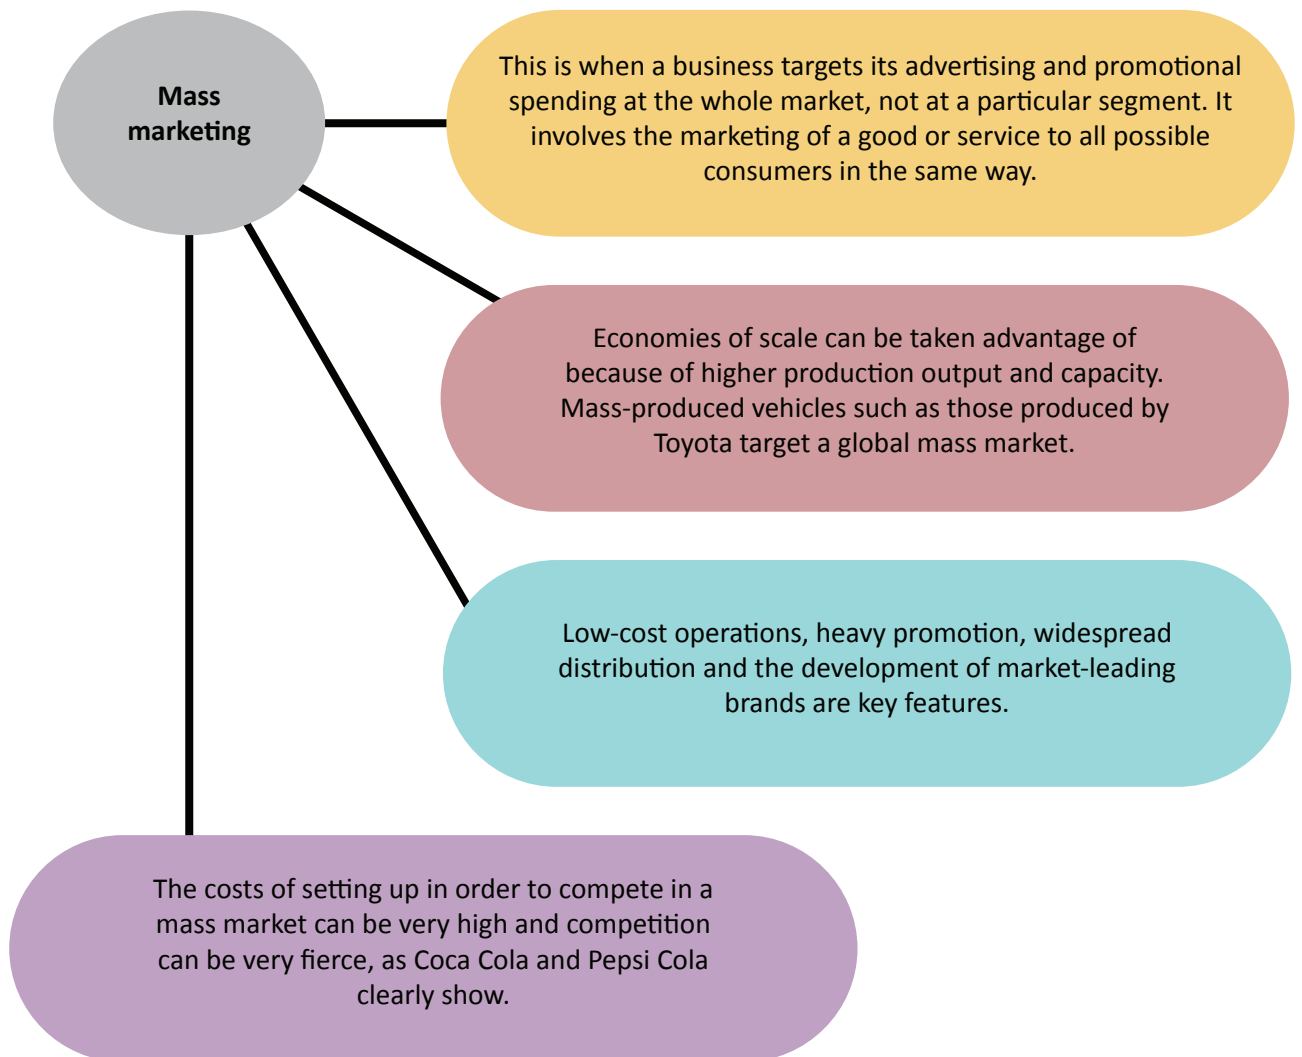 Mass
marketing
This is when a business targets its advertising and promotional
spending at the whole market, not at a particular segment. It
involves the marketing of a good or service to all possible
consumers in the same way.
Economies of scale can be taken advantage of
because of higher production output and capacity.
Mass-produced vehicles such as those produced by
Toyota target a global mass market.
Low-cost operations, heavy promotion, widespread
distribution and the development of market-leading
brands are key features.
The costs of setting up in order to compete in a
mass market can be very high and competition
can be very fierce, as Coca Cola and Pepsi Cola
clearly show.